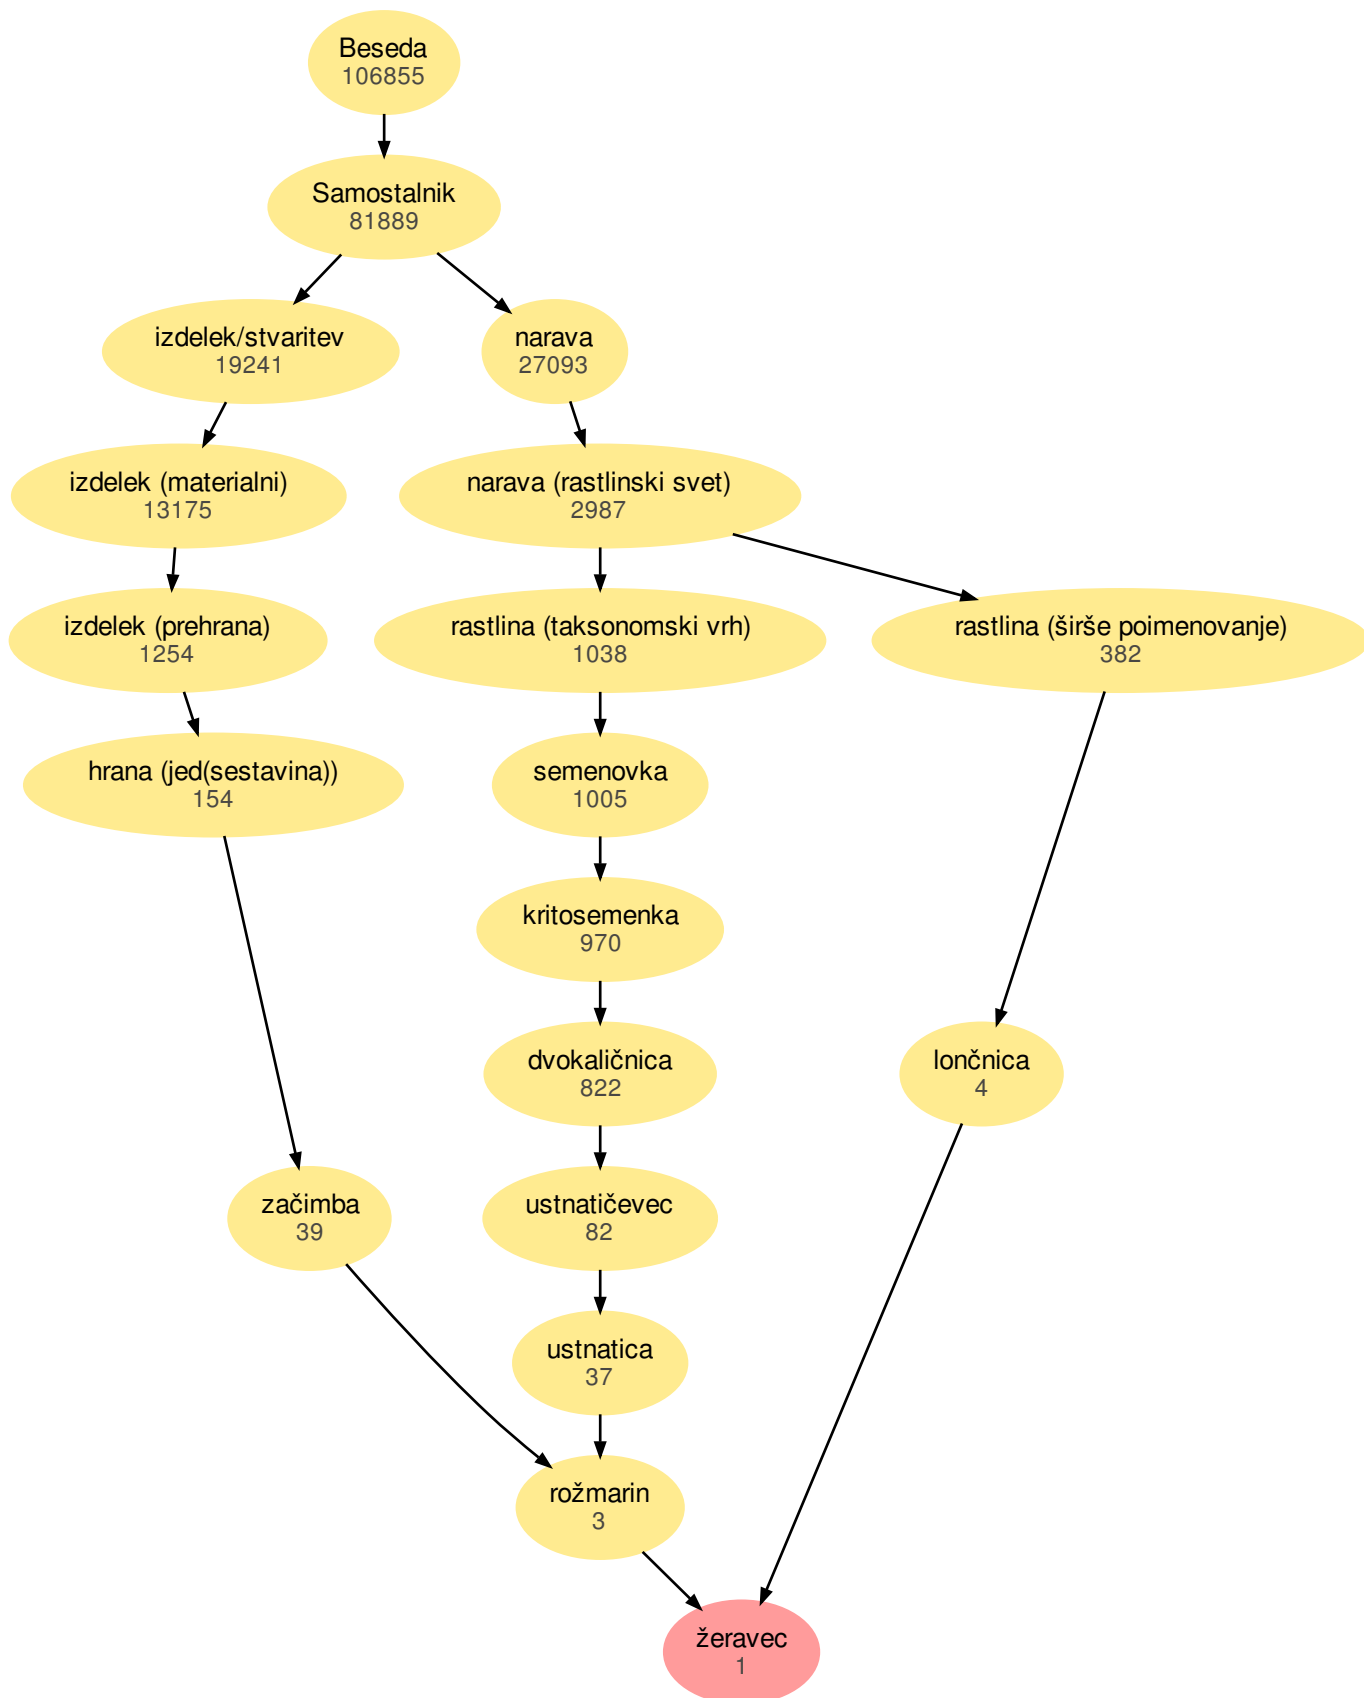 Beseda
106855
Samostalnik
81889
izdelek/stvaritev
19241
narava
27093
izdelek (materialni)
13175
narava (rastlinski svet)
2987
izdelek (prehrana)
1254
rastlina (taksonomski vrh)
1038
rastlina (širše poimenovanje)
382
hrana (jed(sestavina))
154
semenovka
1005
kritosemenka
970
dvokaličnica
822
lončnica
4
začimba
39
ustnatičevec
82
ustnatica
37
rožmarin
3
žeravec
1